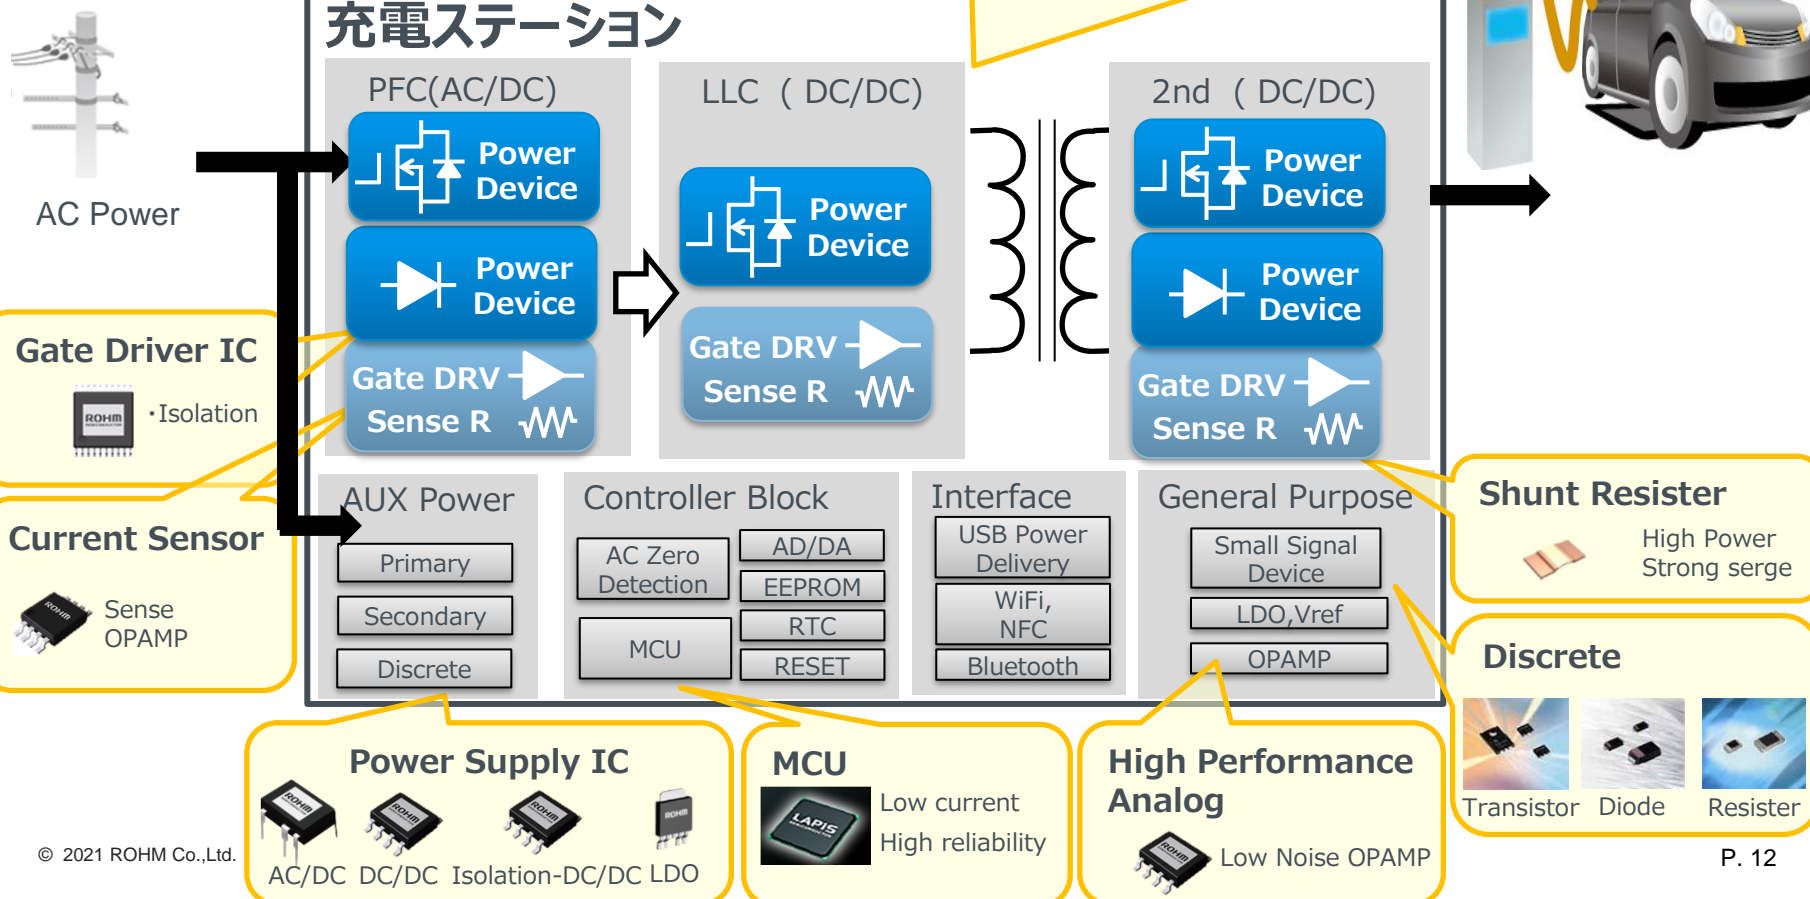 充電ステーション
AC Power
PFC(AC/DC)
Power
Device
Power
Device
Gate DRV
Sense R
LLC ( DC/DC)
Power
Device
Gate DRV
Sense R
2nd ( DC/DC)
Power
Device
Power
Device
Gate DRV
Sense R
Gate Driver IC
ROHM
・Isolation
Current Sensor
ROHM
Sense
OPAMP
AUX Power
Primary
Secondary
Discrete
Controller Block
AC Zero
Detection
MCU
AD/DA
EEPROM
RTC
RESET
Interface
USB Power
Delivery
WiFi,
NFC
Bluetooth
General Purpose
Small Signal
Device
LDO,Vref
OPAMP
Shunt Resister
High Power
Strong serge
Discrete
Transistor
Diode
Resister
Power Supply IC
ROHM
ROHM
ROHM
ROHM
AC/DC
DC/DC
Isolation-DC/DC
LDO
MCU
LAPIS
Low current
High reliability
High Performance
Analog
ROHM
Low Noise OPAMP
© 2021 ROHM Co.,Ltd.
P. 12